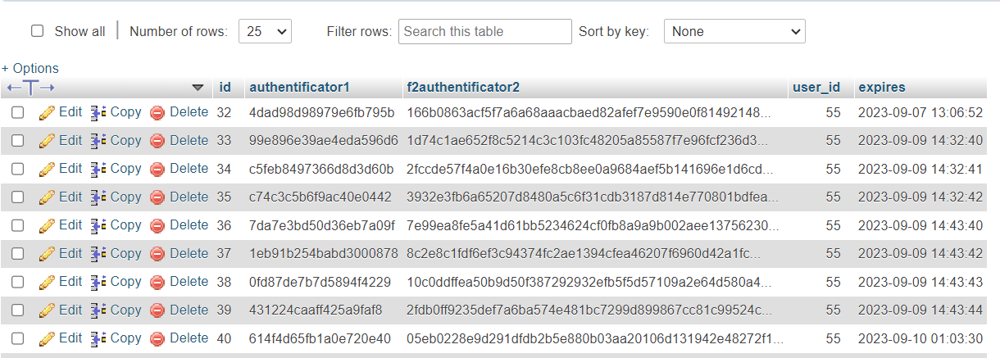 Show all | Number of rows: 25 Filter rows: Search this table Sort by key: None
+ Options
←T→ id authentificator1 f2authentificator2 user_id expires
Edit Copy Delete 32 4dad98d98979e6fb795b 166b0863acf5f7a6a68aaacbaed82afef7e9590e0f81492148... 55 2023-09-07 13:06:52
Edit Copy Delete 33 99e896e39ae4eda596d6 1d74c1ae652f8c5214c3c103fc48205a85587f7e96fcf236d3... 55 2023-09-09 14:32:40
Edit Copy Delete 34 c5feb8497366d8d3d60b 2fccde57f4a0e16b30efe8cb8ee0a9684aef5b141696e1d6cd... 55 2023-09-09 14:32:41
Edit Copy Delete 35 c74c3c5b6f9ac40e0442 3932e3fb6a65207d8480a5c6f31cdb3187d814e770801bdfea... 55 2023-09-09 14:32:42
Edit Copy Delete 36 7da7e3bd50d36eb7a09f 7e99ea8fe5a41d61bb5234624cf0fb8a9a9b002aee13756230... 55 2023-09-09 14:43:40
Edit Copy Delete 37 1eb91b254babd3000878 8c2e8c1fdf6ef3c94374fc2ae1394cfea46207f6960d42a1fc... 55 2023-09-09 14:43:42
Edit Copy Delete 38 0fd87de7b7d5894f4229 10c0ddffea50b9d50f387292932efb5f5d57109a2e64d580a4... 55 2023-09-09 14:43:43
Edit Copy Delete 39 431224caaff425a9faf8 2fdb0ff9235def7a6ba574e481bc7299d899867cc81c99524c... 55 2023-09-09 14:43:44
Edit Copy Delete 40 614f4d65fb1a0e720e40 05eb0228e9d291dfdb2b5e880b03aa20106d131942e48272f1... 55 2023-09-10 01:03:30